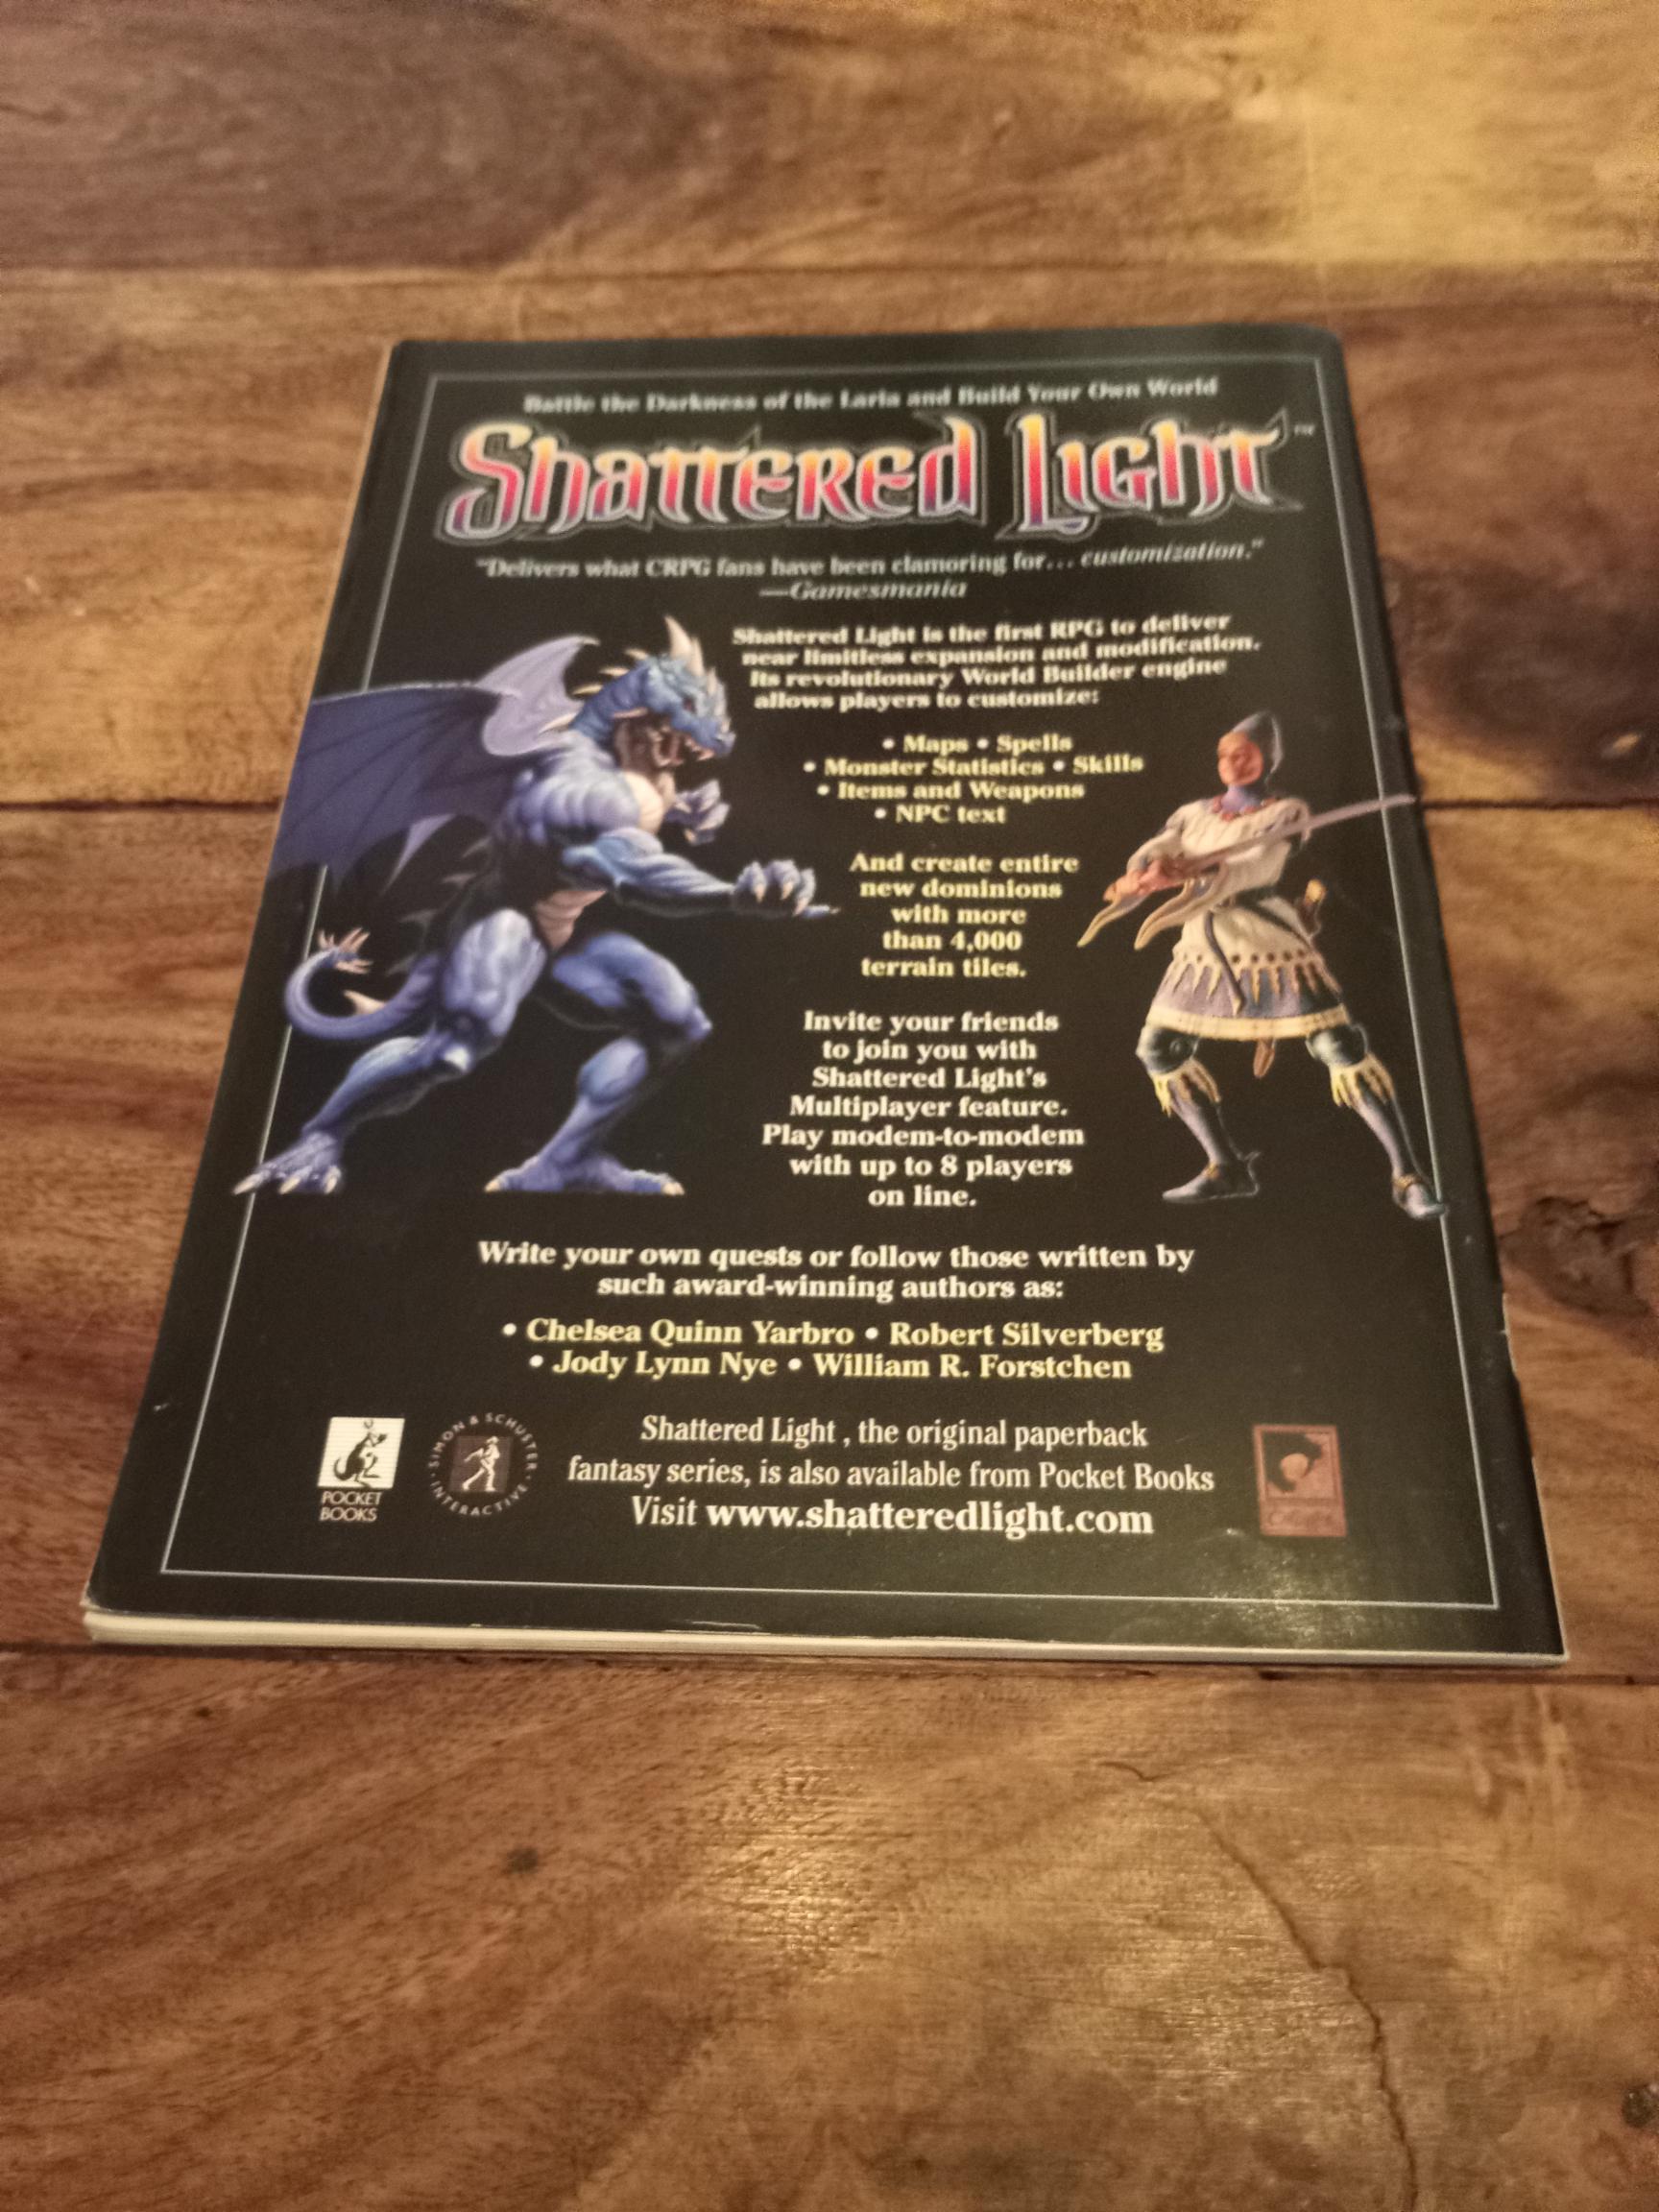 Battle the Darkness of the Laria and Build Your Own World
Shattered Light™
"Delivers what CRPG fans have been clamoring for... customization."
—Gamesmania
Shattered Light is the first RPG to deliver
near limitless expansion and modification.
Its revolutionary World Builder engine
allows players to customize:
• Maps • Spells
• Monster Statistics • Skills
• Items and Weapons
• NPC text
And create entire
new dominions
with more
than 4,000
terrain tiles.
Invite your friends
to join you with
Shattered Light's
Multiplayer feature.
Play modem-to-modem
with up to 8 players
on line.
Write your own quests or follow those written by
such award-winning authors as:
• Chelsea Quinn Yarbro • Robert Silverberg
• Jody Lynn Nye • William R. Forstchen
POCKET
BOOKS
SIMON & SCHUSTER
• INTERACTIVE •
Shattered Light , the original paperback
fantasy series, is also available from Pocket Books
Visit www.shatteredlight.com